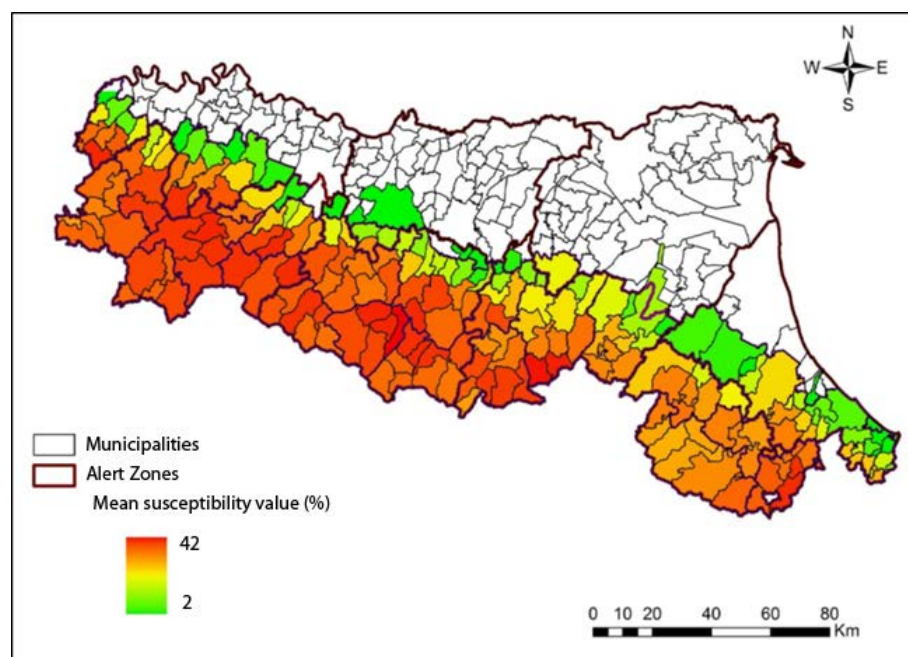 N
W E
S
Municipalities
Alert Zones
Mean susceptibility value (%)
42
2
0 10 20 40 60 80
Km